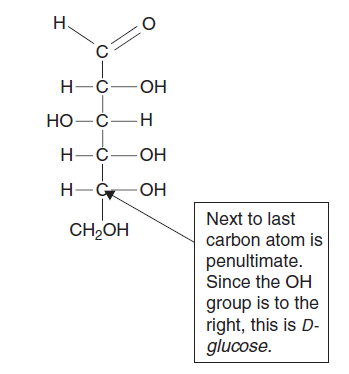 H O
C
H—C—OH
HO—C—H
H—C—OH
H—C—OH
CH₂OH
Next to last
carbon atom is
penultimate.
Since the OH
group is to the
right, this is D-
glucose.